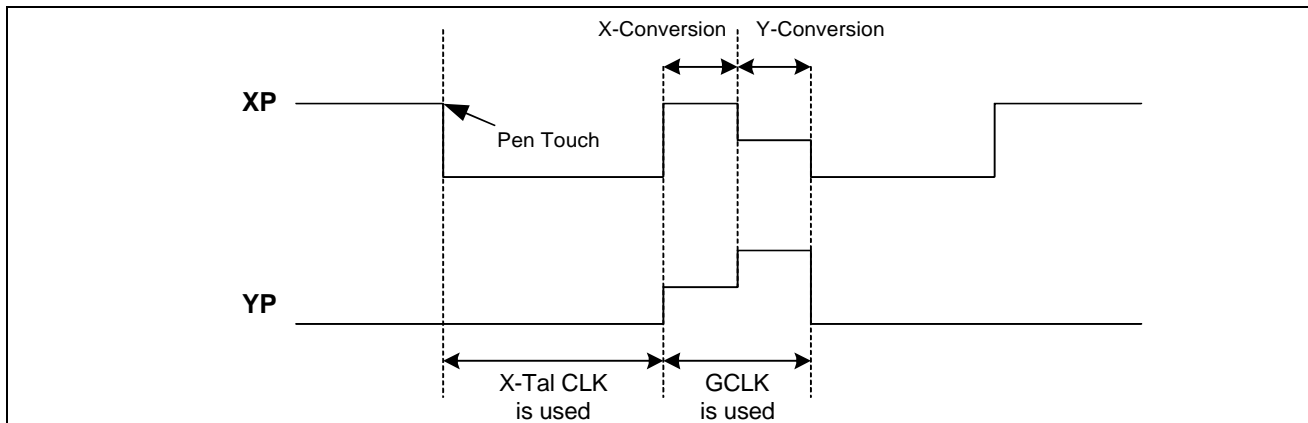 X-Conversion Y-Conversion
XP
Pen Touch
YP
X-Tal CLK
is used
GCLK
is used